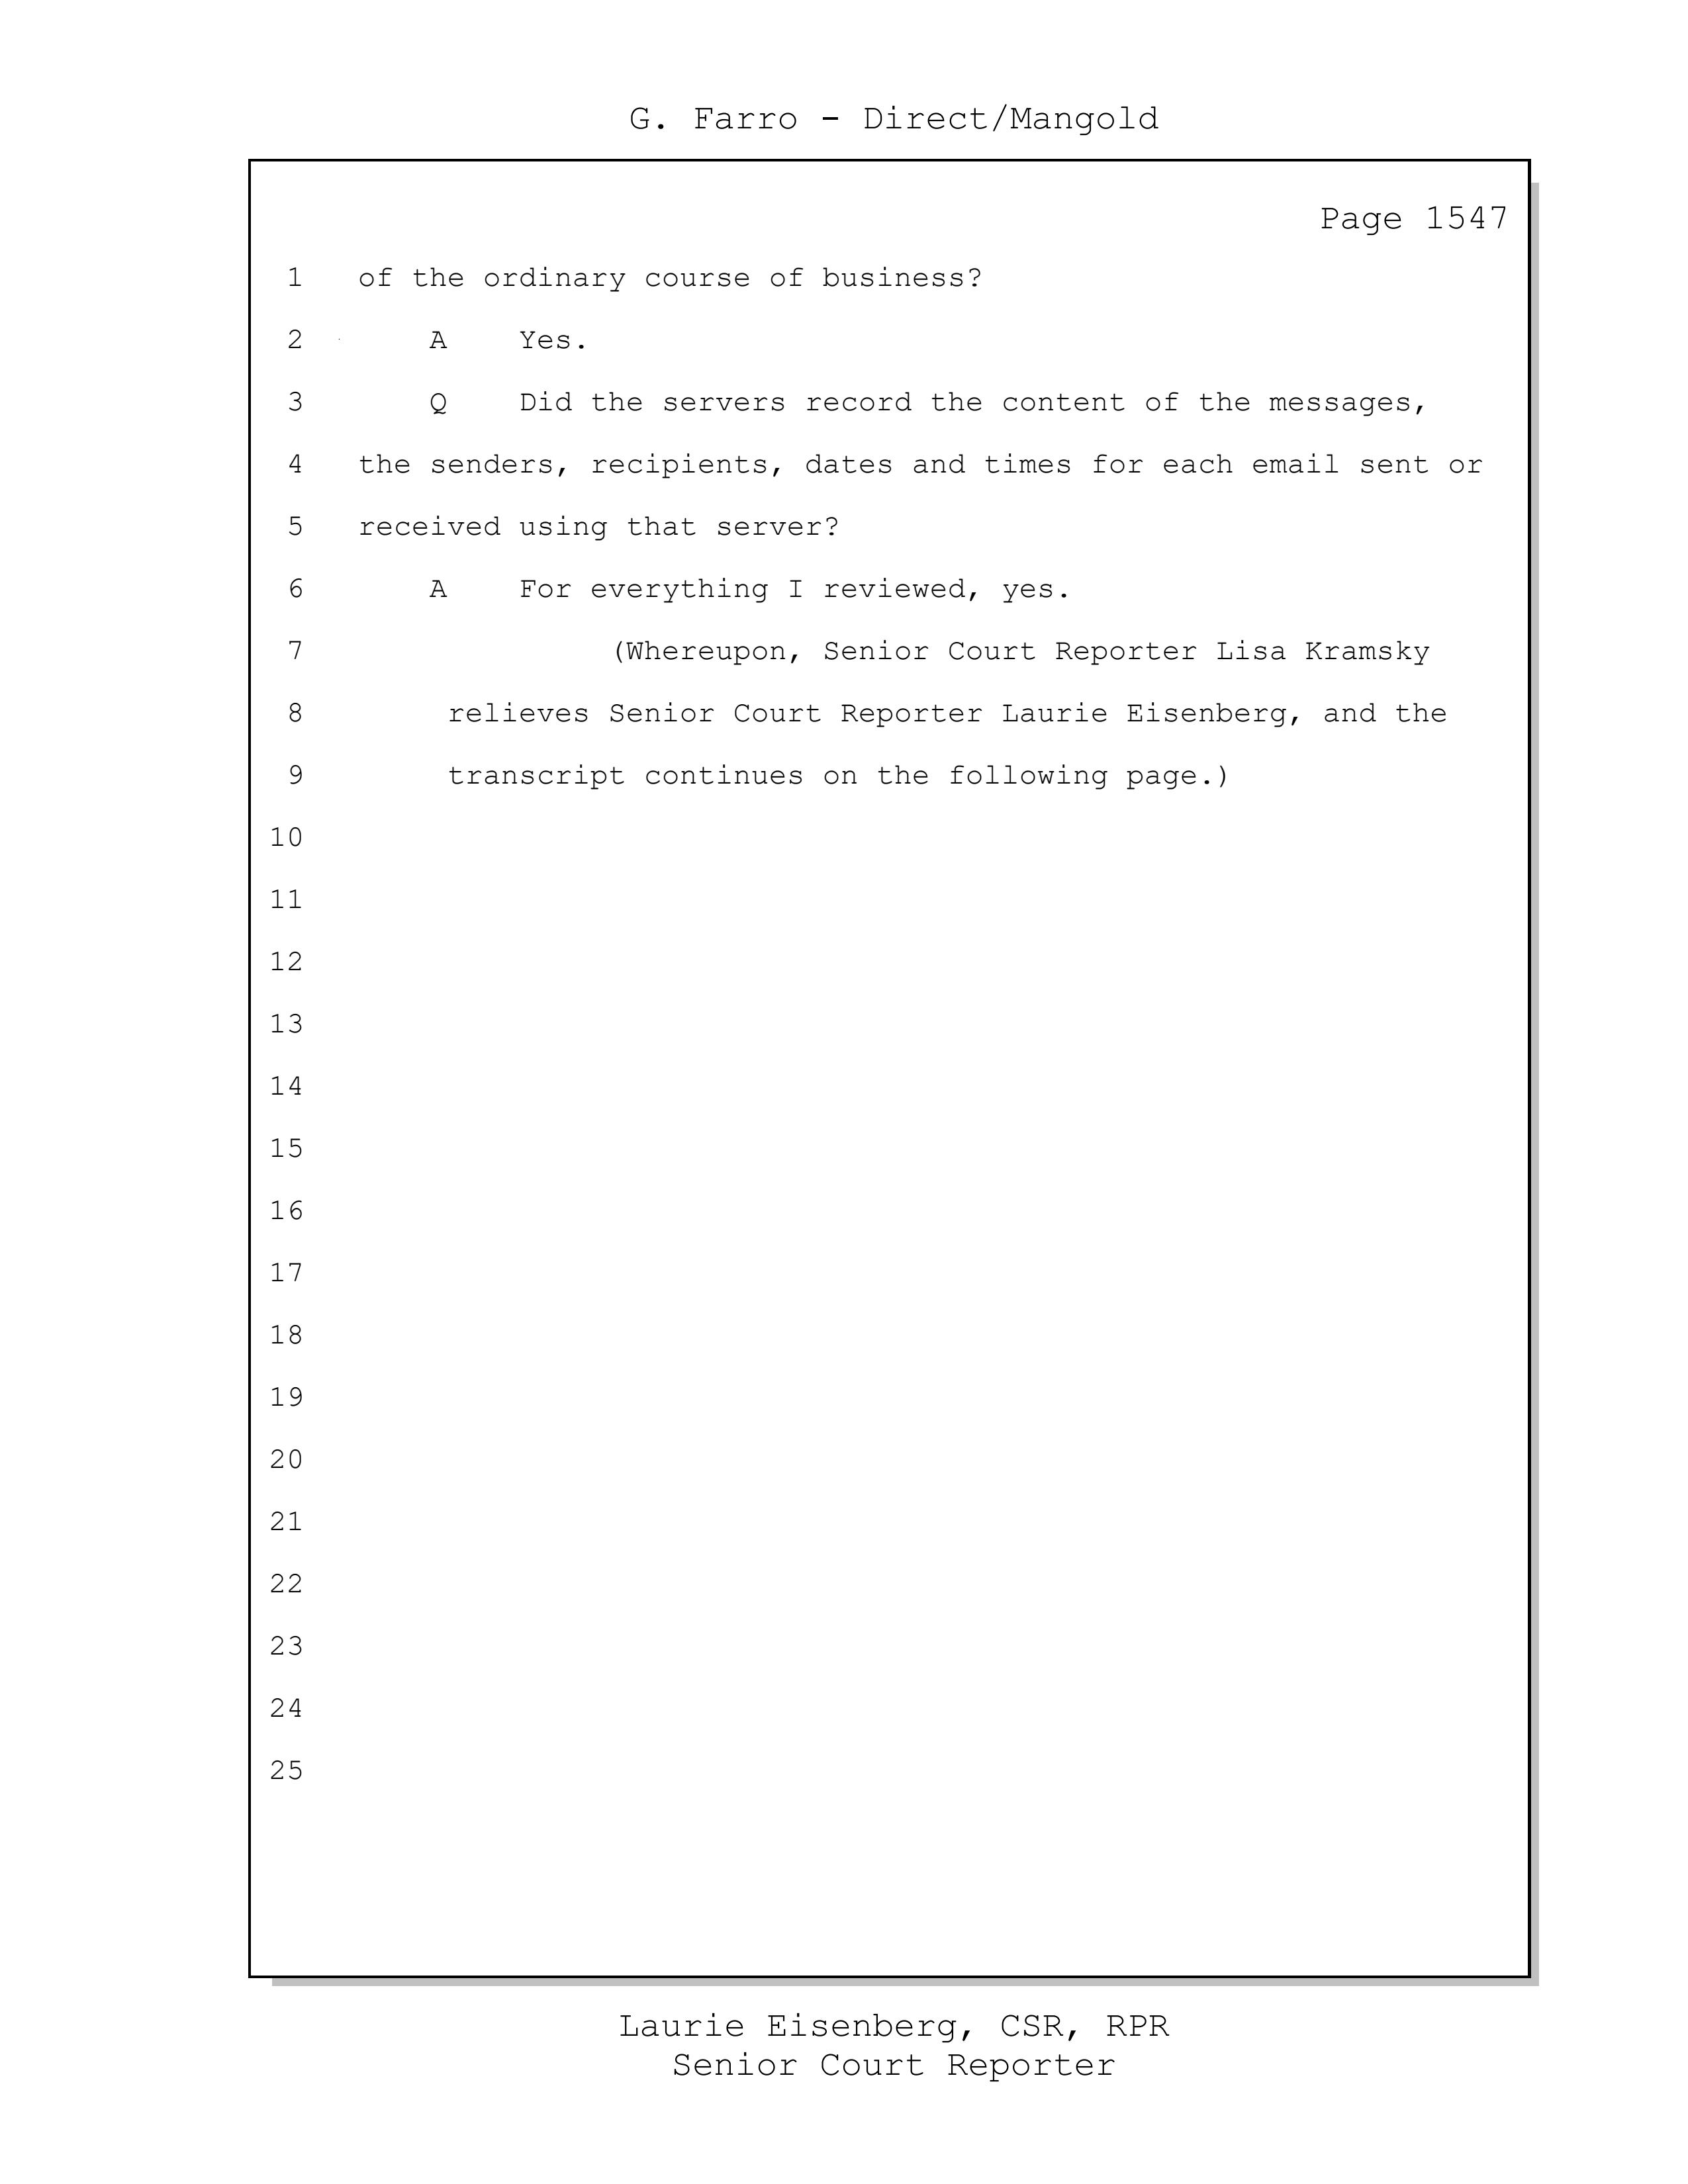 G. Farro - Direct/Mangold
Page 1547
1 of the ordinary course of business?
2 A Yes.
3 Q Did the servers record the content of the messages,
4 the senders, recipients, dates and times for each email sent or
5 received using that server?
6 A For everything I reviewed, yes.
7 (Whereupon, Senior Court Reporter Lisa Kramsky
8 relieves Senior Court Reporter Laurie Eisenberg, and the
9 transcript continues on the following page.)
10
11
12
13
14
15
16
17
18
19
20
21
22
23
24
25
Laurie Eisenberg, CSR, RPR
Senior Court Reporter